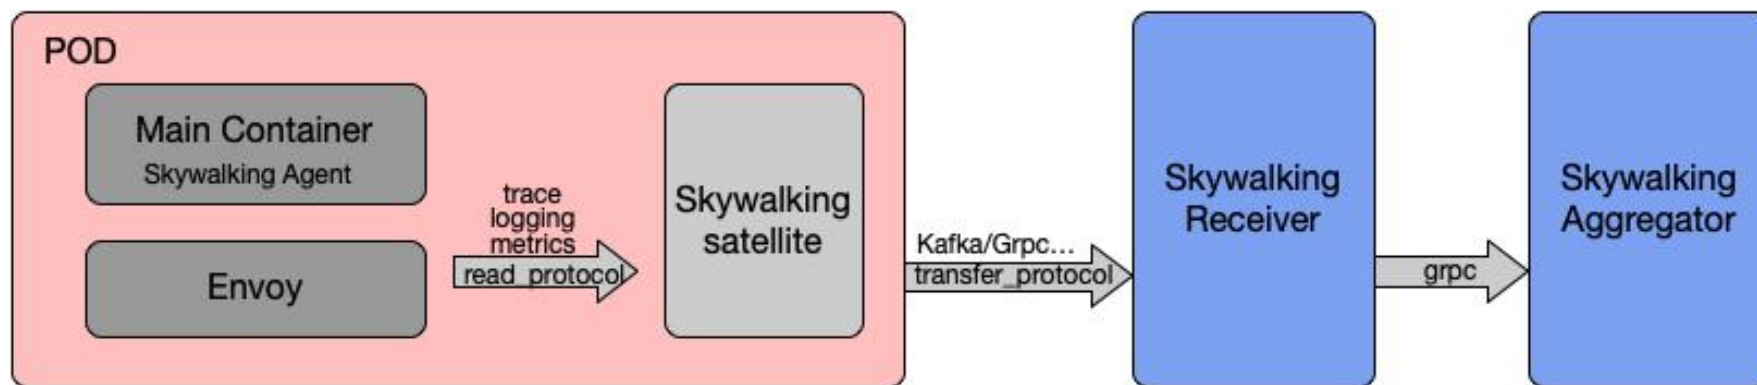 POD
Main Container
Skywalking Agent
Envoy
trace
logging
metrics
read_protocol
Skywalking
satellite
Kafka/Grpc...
transfer_protocol
Skywalking
Receiver
grpc
Skywalking
Aggregator